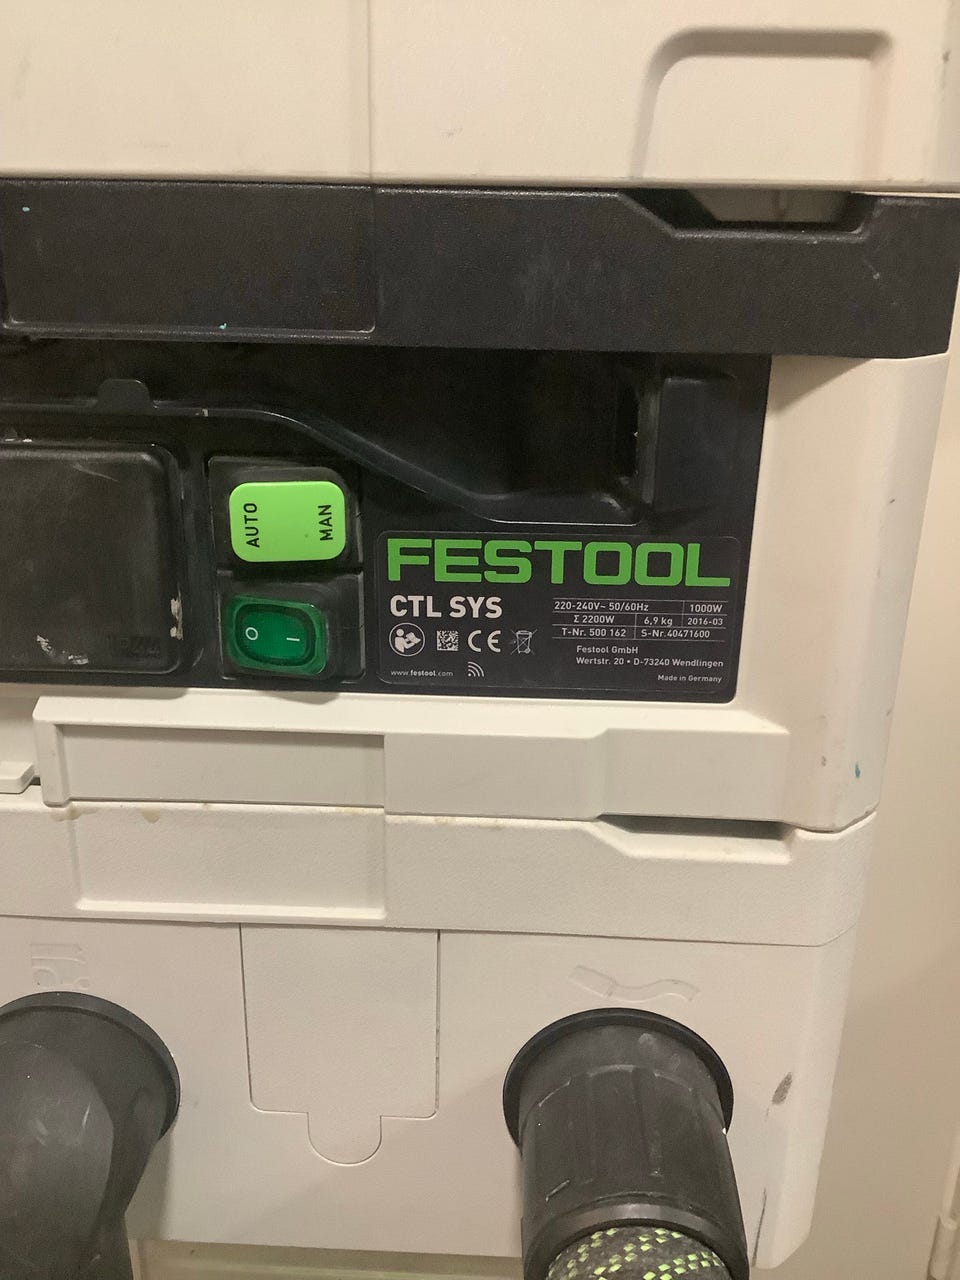 AUTO
MAN
FESTOOL
CTL SYS
220-240V~ 50/60Hz 1000W
Σ 2200W 6,9 kg 2016-03
T-Nr. 500 162 S-Nr.40471600
Festool GmbH
Wertstr. 20 • D-73240 Wendlingen
www.festool.com
Made in Germany